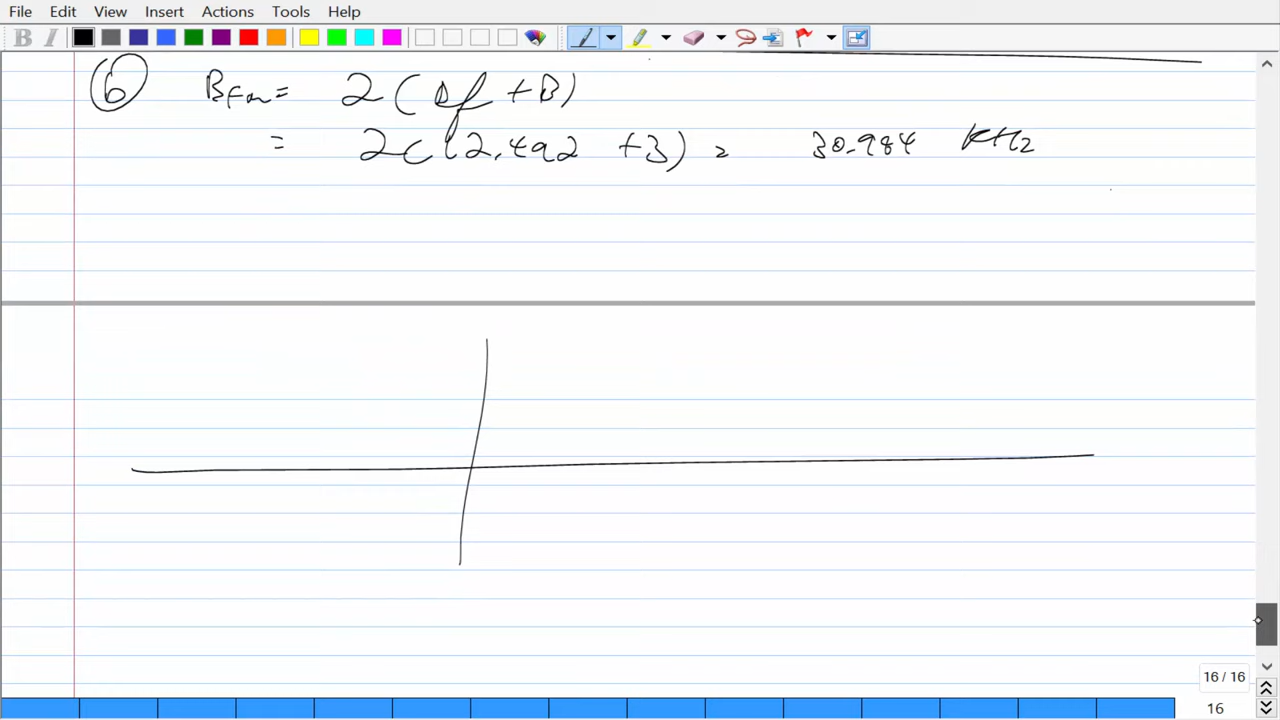 File Edit View Insert Actions Tools Help
B I
6 BFM = 2(Δf + B)
= 2(12.492 + 3) = 30.984 KHz
16 / 16
16